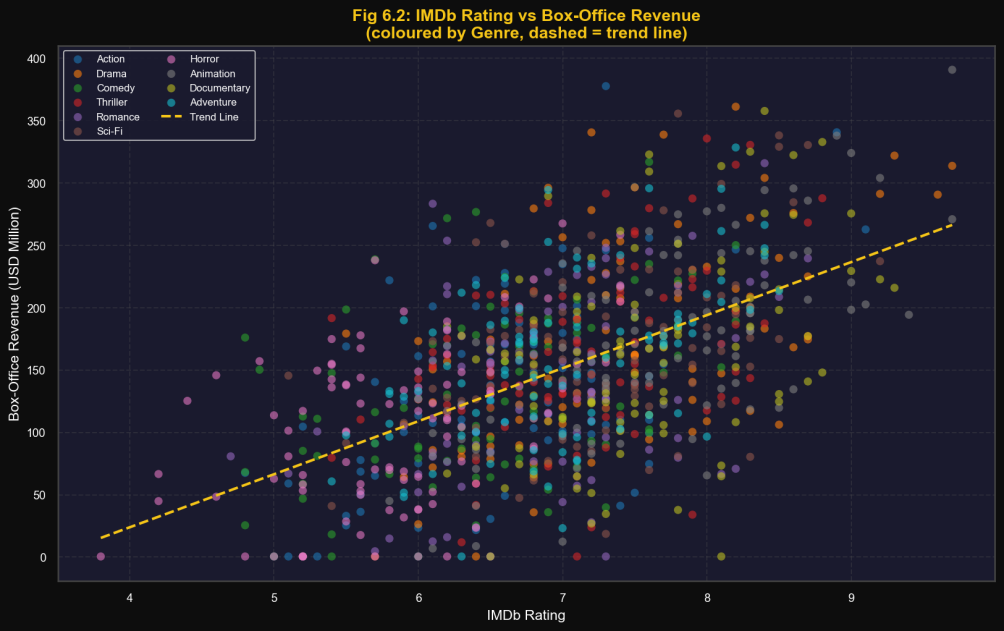 Fig 6.2: IMDb Rating vs Box-Office Revenue
(coloured by Genre, dashed = trend line)
Action
Drama
Comedy
Thriller
Romance
Sci-Fi
Horror
Animation
Documentary
Adventure
Trend Line
Box-Office Revenue (USD Million)
400
350
300
250
200
150
100
50
0
4
5
6
7
8
9
IMDb Rating